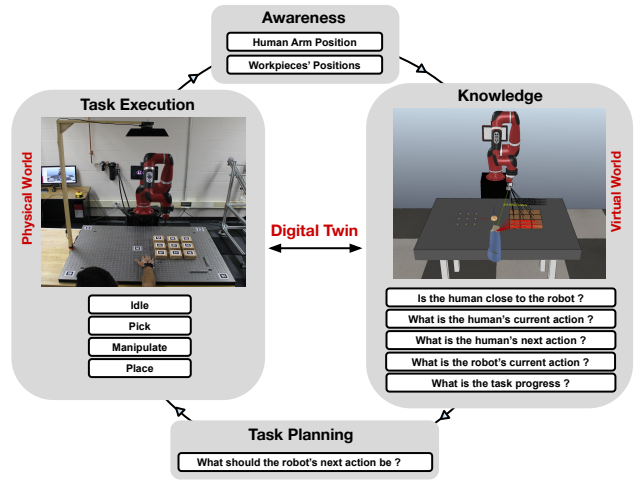 Awareness
Human Arm Position
Workpieces' Positions
Task Execution
Physical World
Idle
Pick
Manipulate
Place
Digital Twin
Knowledge
Virtual World
Is the human close to the robot ?
What is the human's current action ?
What is the human's next action ?
What is the robot's current action ?
What is the task progress ?
Task Planning
What should the robot's next action be ?